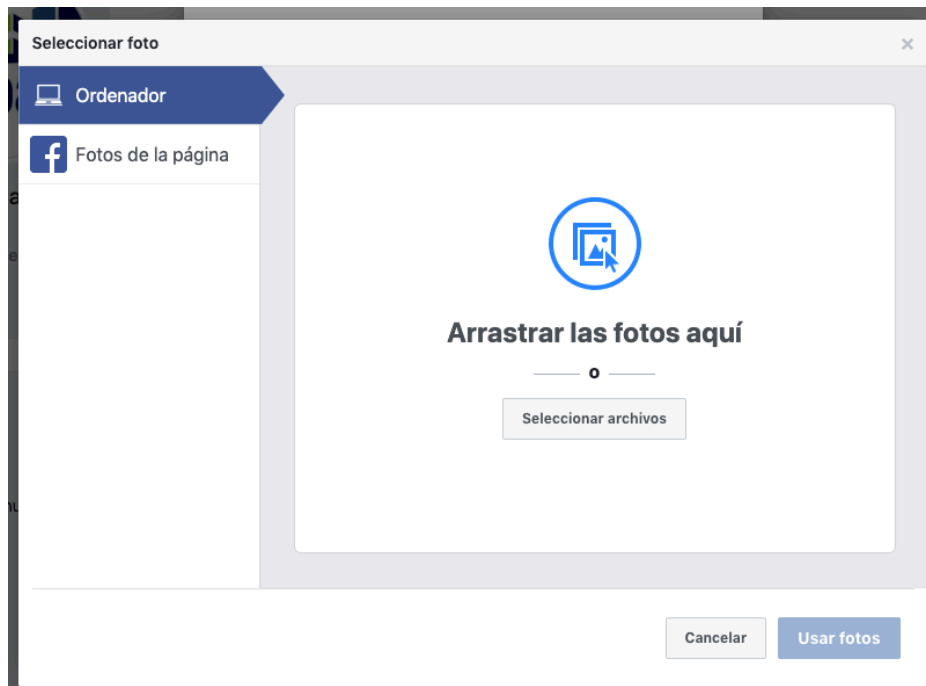 Seleccionar foto
Ordenador
Fotos de la página
Arrastrar las fotos aquí
o
Seleccionar archivos
Cancelar
Usar fotos